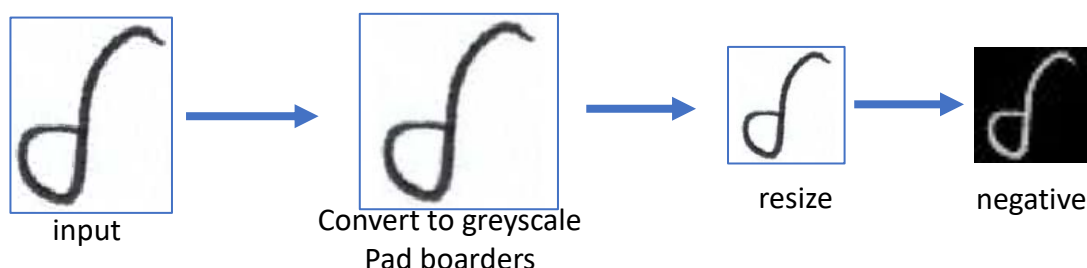 input
Convert to greyscale
Pad boarders
resize
negative